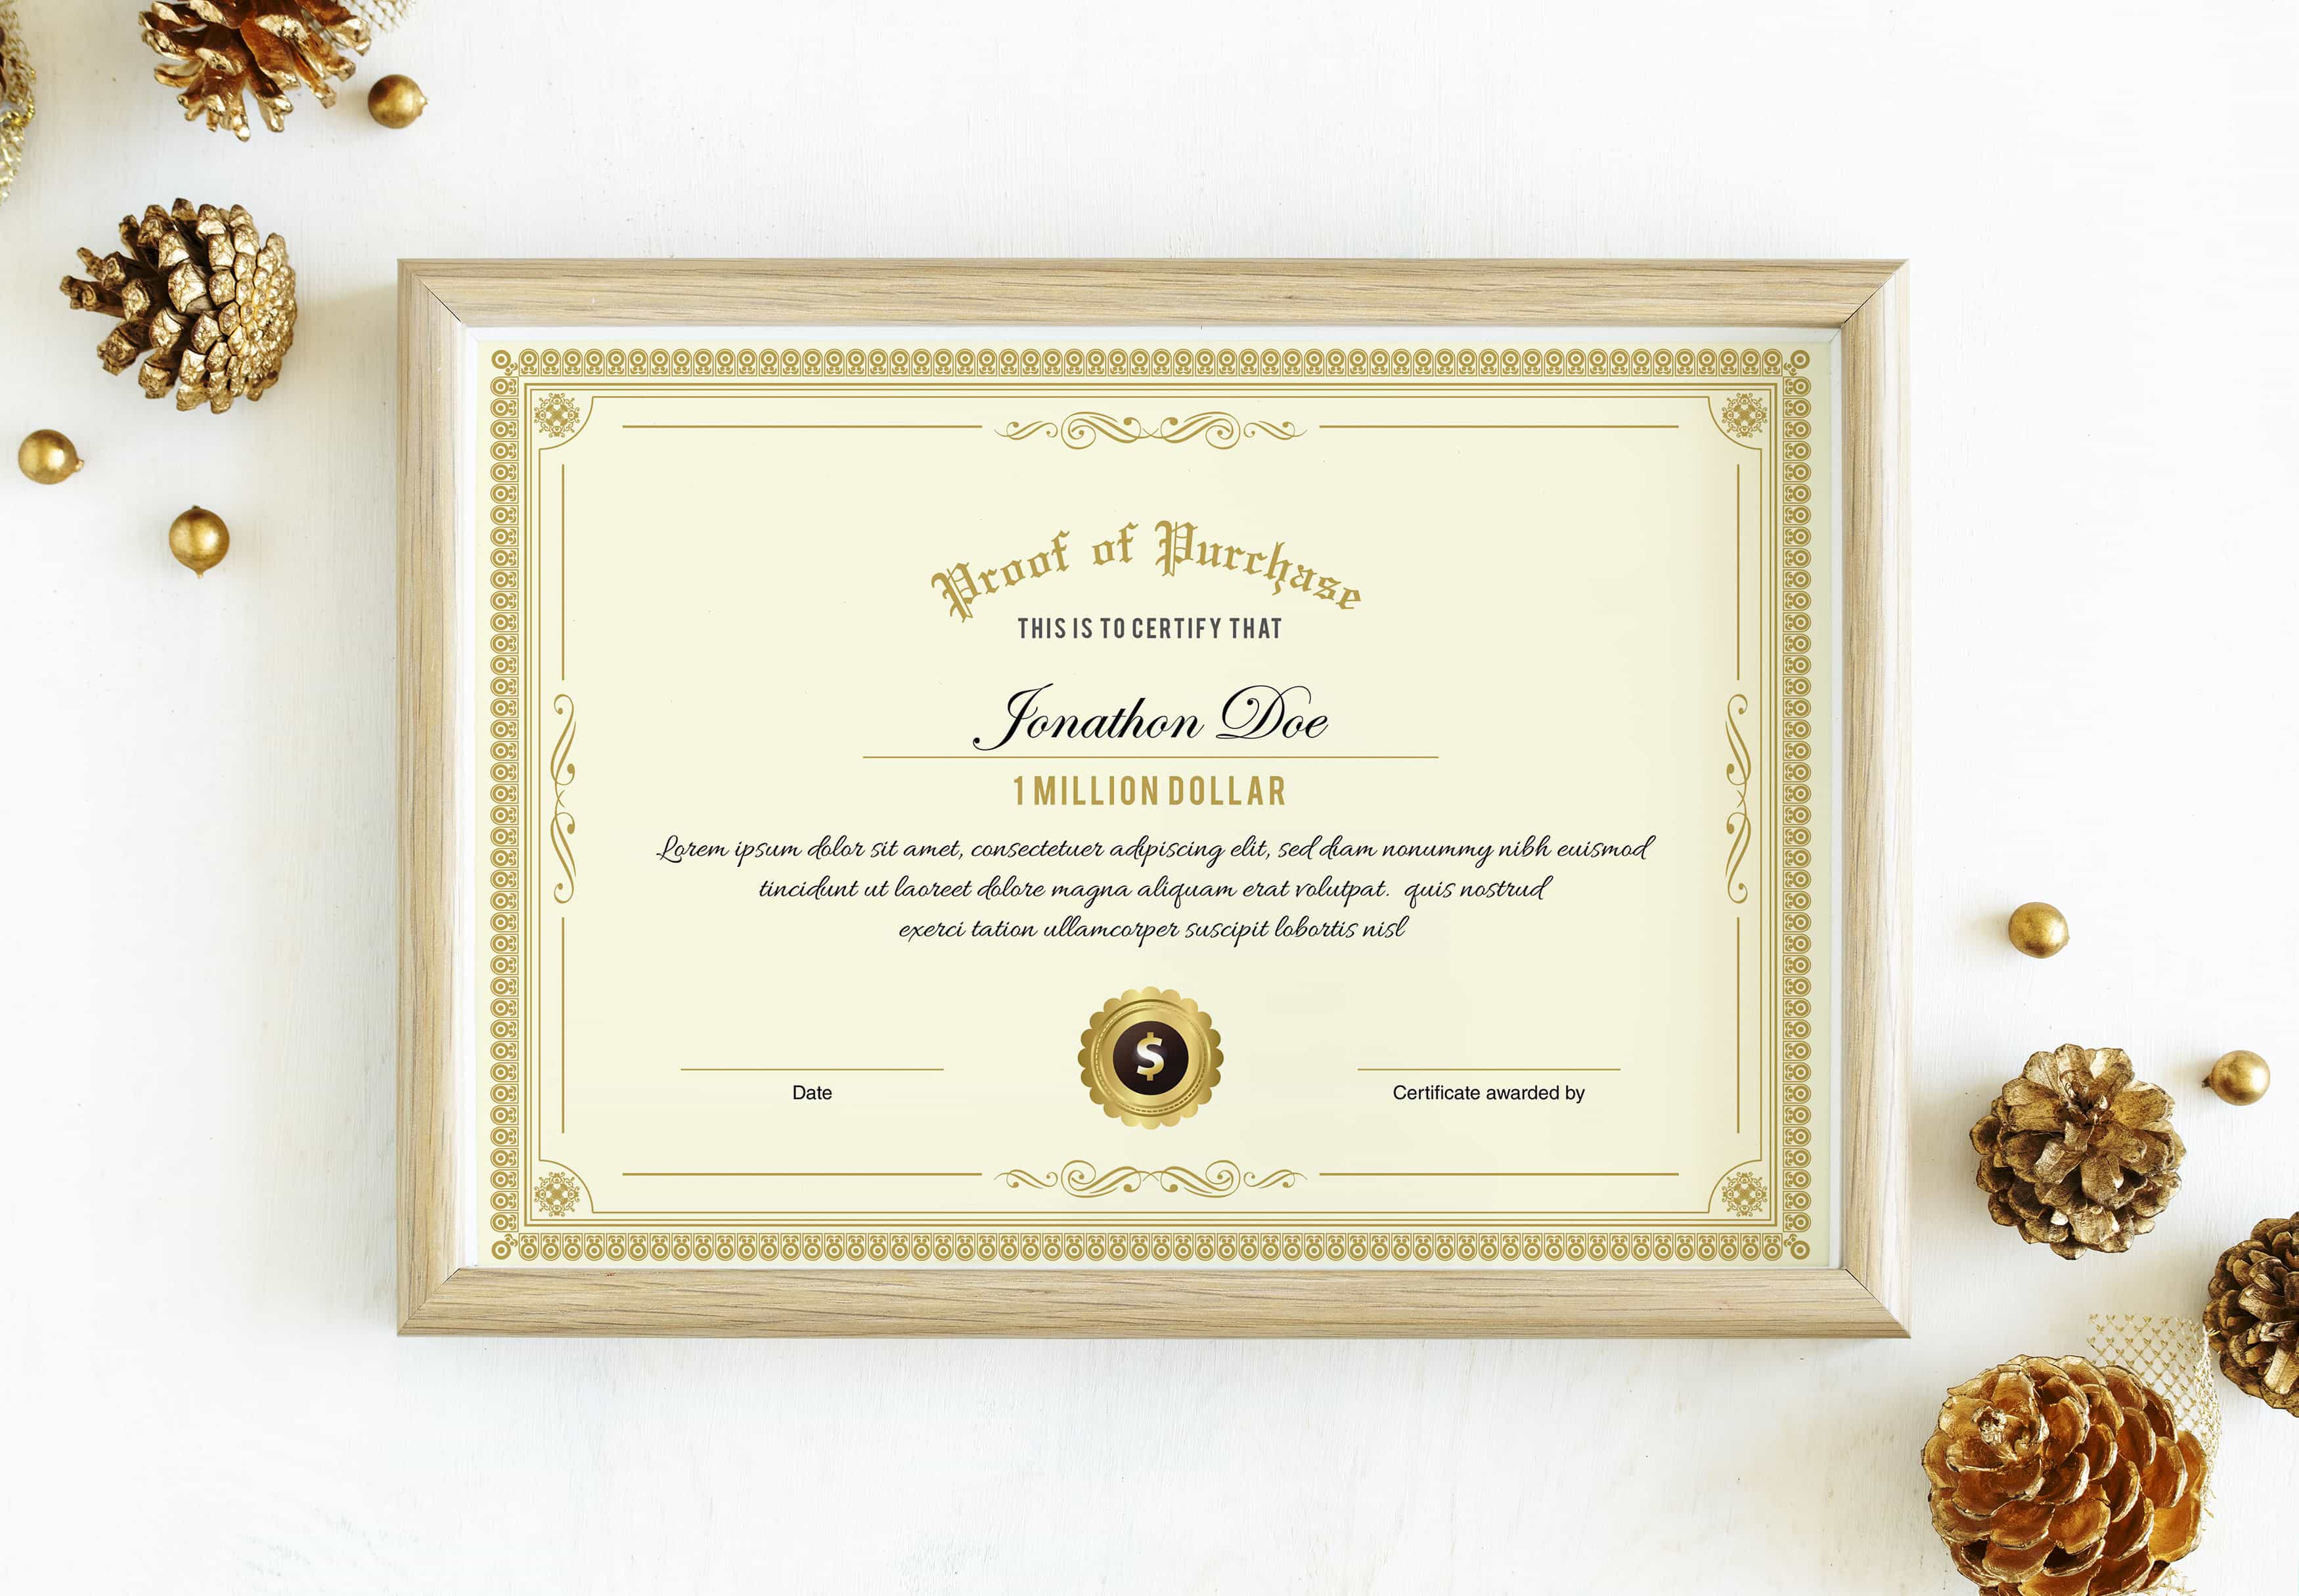 Proof of Purchase
THIS IS TO CERTIFY THAT
Jonathon Doe
1 MILLION DOLLAR
Lorem ipsum dolor sit amet, consectetuer adipiscing elit, sed diam nonummy nibh euismod
tincidunt ut laoreet dolore magna aliquam erat volutpat. quis nostrud
exerci tation ullamcorper suscipit lobortis nisl
$
Date
Certificate awarded by